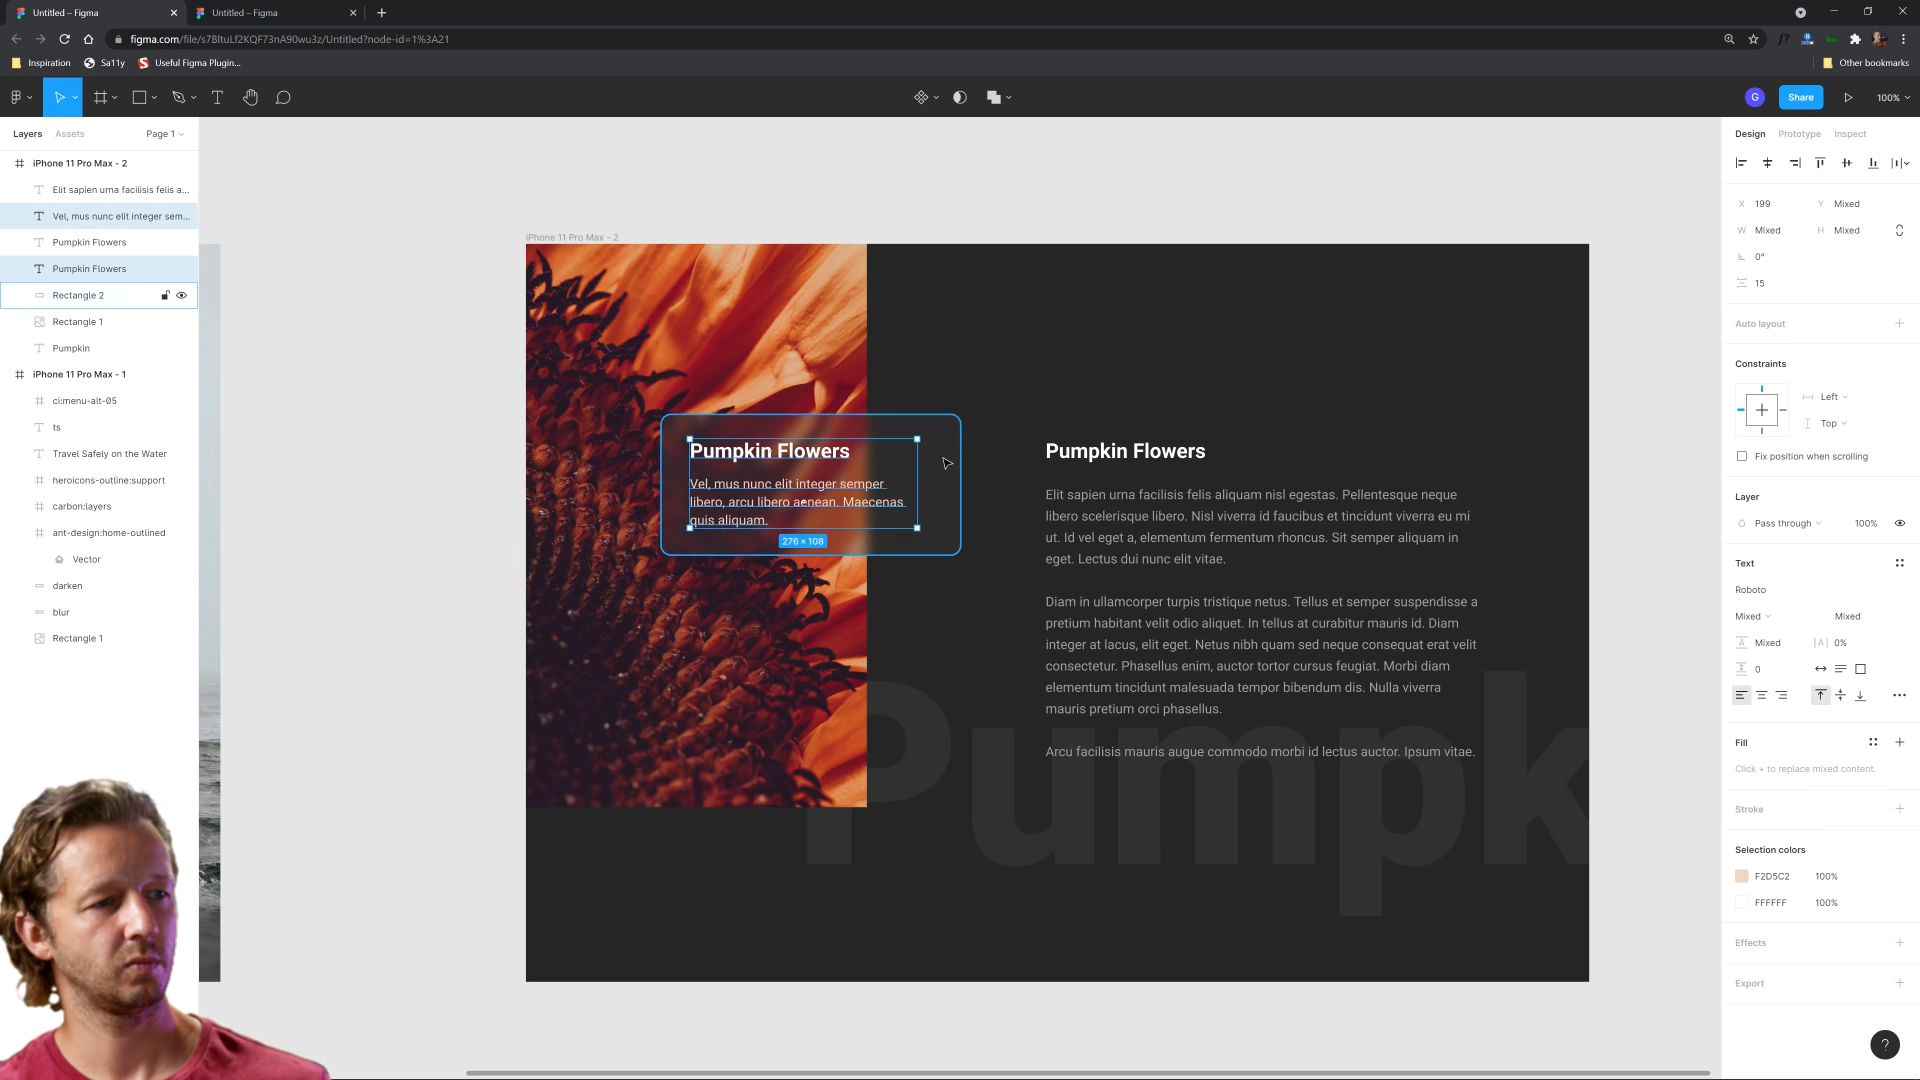 Untitled – Figma
Untitled – Figma
figma.com/file/s7BltuLf2KQF73nA90wu3z/Untitled?node-id=1%3A21
Inspiration
Sa11y
Useful Figma Plugin...
Other bookmarks
G
Share
100%
Layers
Assets
Page 1
iPhone 11 Pro Max - 2
Elit sapien urna facilisis felis a...
Vel, mus nunc elit integer sem...
Pumpkin Flowers
Pumpkin Flowers
Rectangle 2
Rectangle 1
Pumpkin
iPhone 11 Pro Max - 1
ci:menu-alt-05
ts
Travel Safely on the Water
heroicons-outline:support
carbon:layers
ant-design:home-outlined
Vector
darken
blur
Rectangle 1
iPhone 11 Pro Max - 2
Pumpkin Flowers
Vel, mus nunc elit integer semper
libero, arcu libero aenean. Maecenas
quis aliquam.
276 × 108
Pumpkin Flowers
Elit sapien urna facilisis felis aliquam nisl egestas. Pellentesque neque
libero scelerisque libero. Nisl viverra id faucibus et tincidunt viverra eu mi
ut. Id vel eget a, elementum fermentum rhoncus. Sit semper aliquam in
eget. Lectus dui nunc elit vitae.
Diam in ullamcorper turpis tristique netus. Tellus et semper suspendisse a
pretium habitant velit odio aliquet. In tellus at curabitur mauris id. Diam
integer at lacus, elit eget. Netus nibh quam sed neque consequat erat velit
consectetur. Phasellus enim, auctor tortor cursus feugiat. Morbi diam
elementum tincidunt malesuada tempor bibendum dis. Nulla viverra
mauris pretium orci phasellus.
Arcu facilisis mauris augue commodo morbi id lectus auctor. Ipsum vitae.
Pumpk
Design
Prototype
Inspect
X 199 Y Mixed
W Mixed H Mixed
0°
15
Auto layout
Constraints
Left
Top
Fix position when scrolling
Layer
Pass through 100%
Text
Roboto
Mixed Mixed
Mixed 0%
0
Fill
Click + to replace mixed content.
Stroke
Selection colors
F2D5C2 100%
FFFFFF 100%
Effects
Export
?